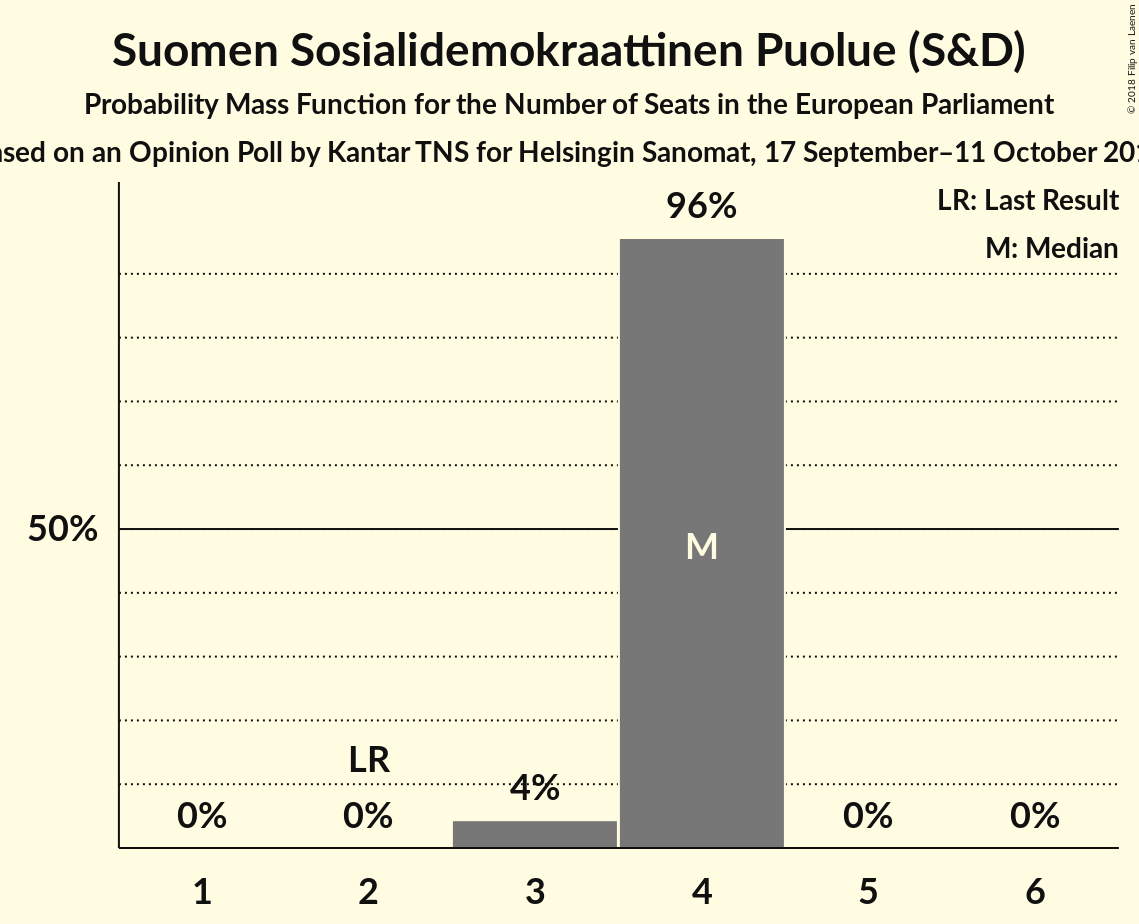 Suomen Sosialidemokraattinen Puolue (S&D)
Probability Mass Function for the Number of Seats in the European Parliament
on an Opinion Poll by Kantar TNS for Helsingin Sanomat, 17 September–11 October
© 2018 Filip van Laenen
LR: Last Result
M: Median
96%
50%
M
LR
4%
0% 0% 0% 0%
1 2 3 4 5 6